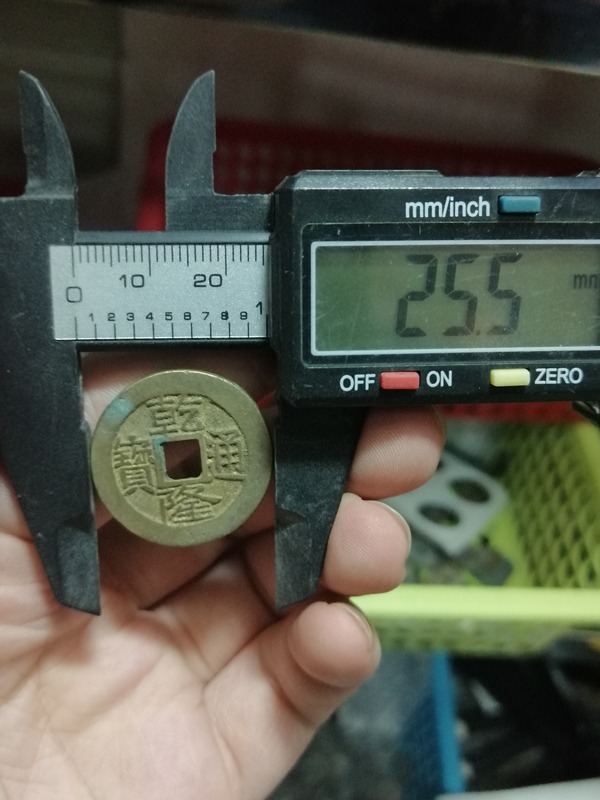 mm/inch
25.5 mm
0 10 20
1 2 3 4 5 6 7 8 9 1
OFF ON ZERO
乾隆通寶